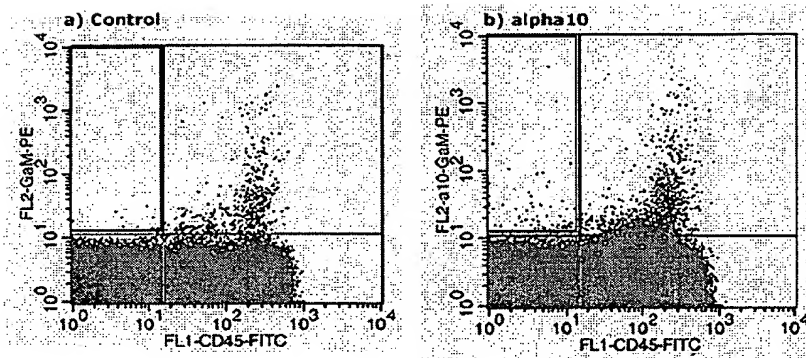 a) Control
10^4
10^3
10^2
10^1
10^0
FL2-GaM-PE
10^0 10^1 10^2 10^3 10^4
FL1-CD45-FITC
b) alpha10
10^4
10^3
10^2
10^1
10^0
FL2-a10-GaM-PE
10^0 10^1 10^2 10^3 10^4
FL1-CD45-FITC